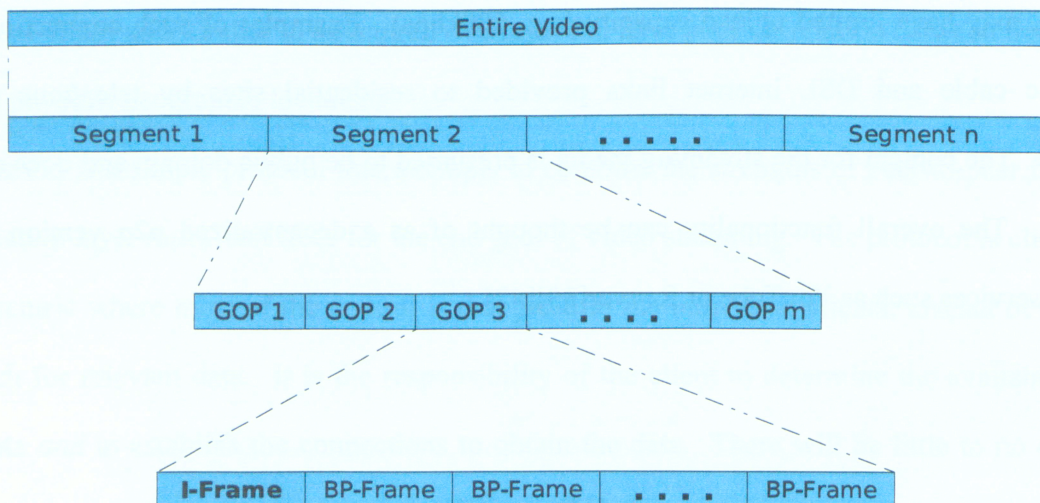 Entire Video
Segment 1 Segment 2 . . . . . Segment n
GOP 1 GOP 2 GOP 3 . . . . GOP m
I-Frame BP-Frame BP-Frame . . . . BP-Frame